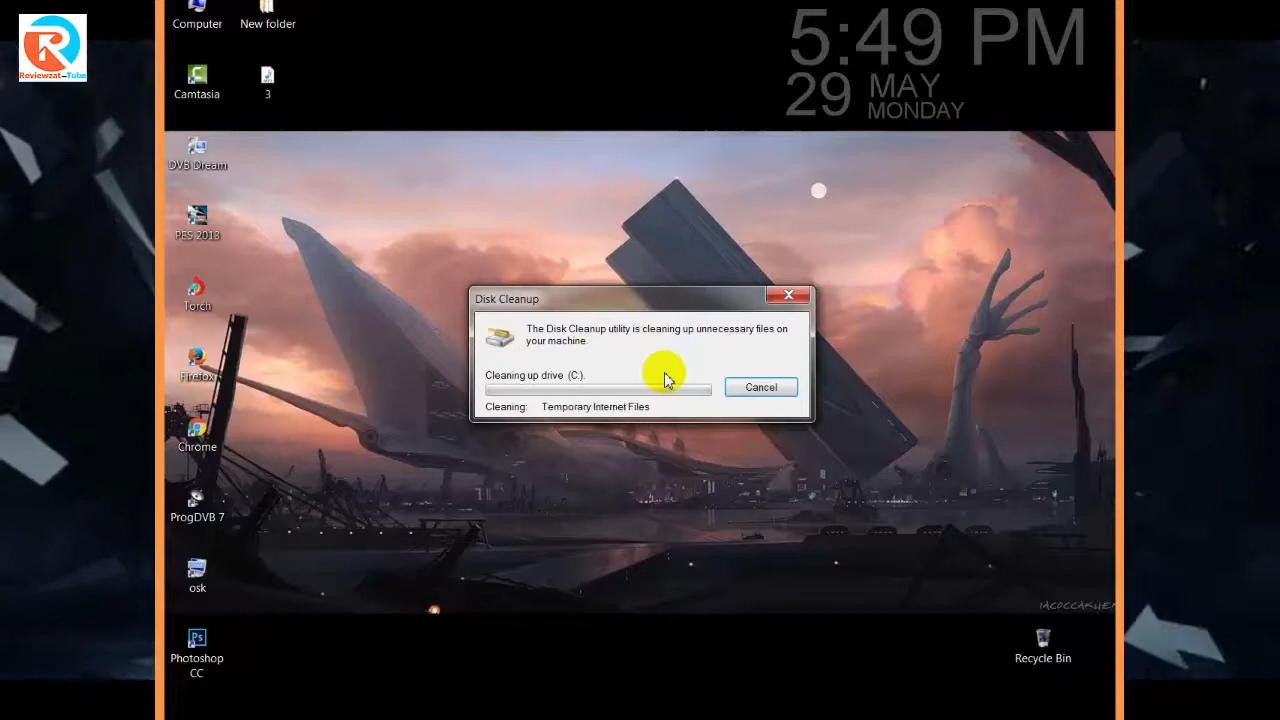 Reviewzat-Tube
Computer
New folder
5:49 PM
29
MAY
MONDAY
Camtasia
3
DVB Dream
PES 2013
Torch
Firefox
Chrome
ProgDVB 7
osk
Photoshop
CC
Disk Cleanup
The Disk Cleanup utility is cleaning up unnecessary files on
your machine.
Cleaning up drive (C:).
Cancel
Cleaning: Temporary Internet Files
Ps
Recycle Bin